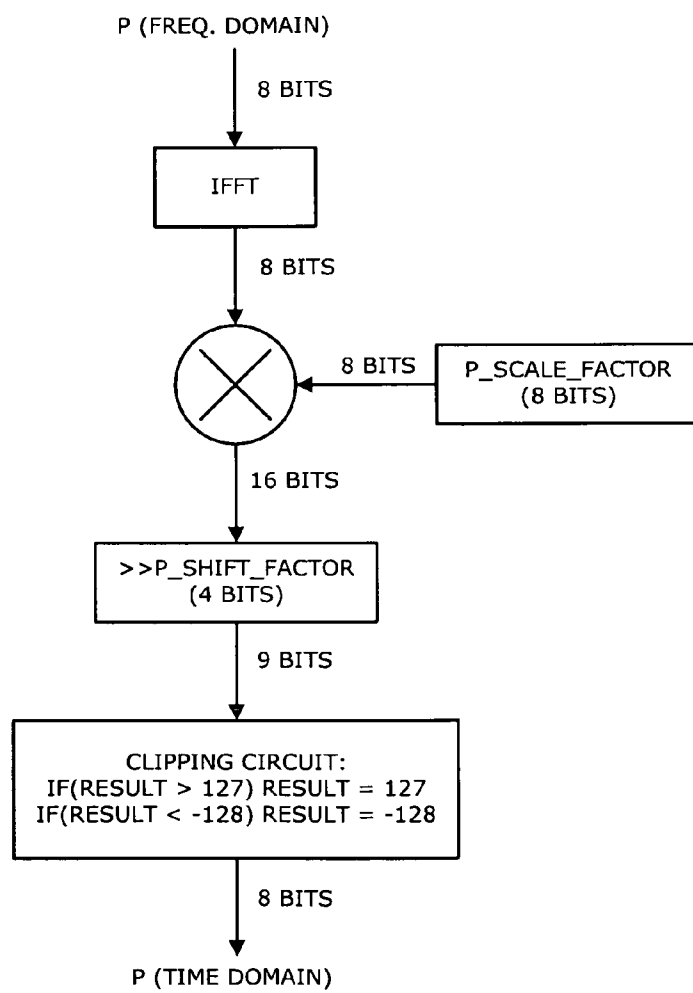 P (FREQ. DOMAIN)
8 BITS
IFFT
8 BITS
8 BITS
P_SCALE_FACTOR
(8 BITS)
16 BITS
>>P_SHIFT_FACTOR
(4 BITS)
9 BITS
CLIPPING CIRCUIT:
IF(RESULT > 127) RESULT = 127
IF(RESULT < -128) RESULT = -128
8 BITS
P (TIME DOMAIN)